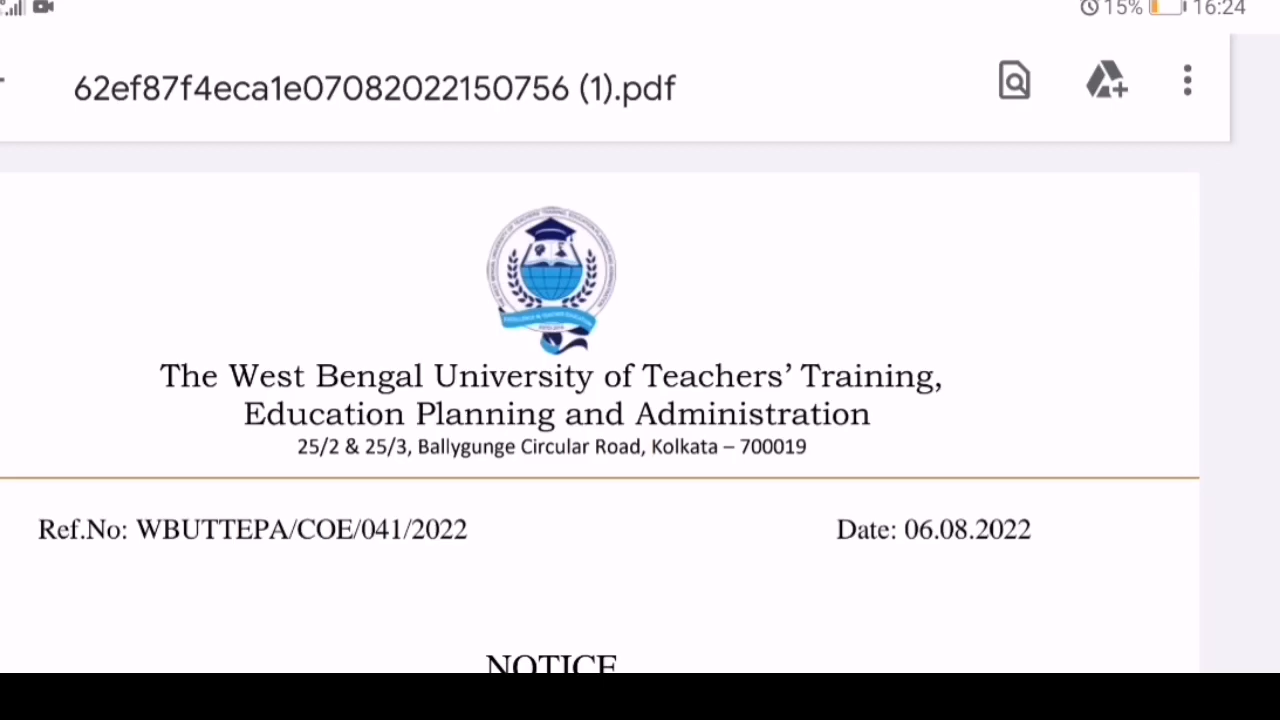 15% 16:24
62ef87f4eca1e07082022150756 (1).pdf
The West Bengal University of Teachers’ Training,
Education Planning and Administration
25/2 & 25/3, Ballygunge Circular Road, Kolkata – 700019
Ref.No: WBUTTEPA/COE/041/2022 Date: 06.08.2022
NOTICE